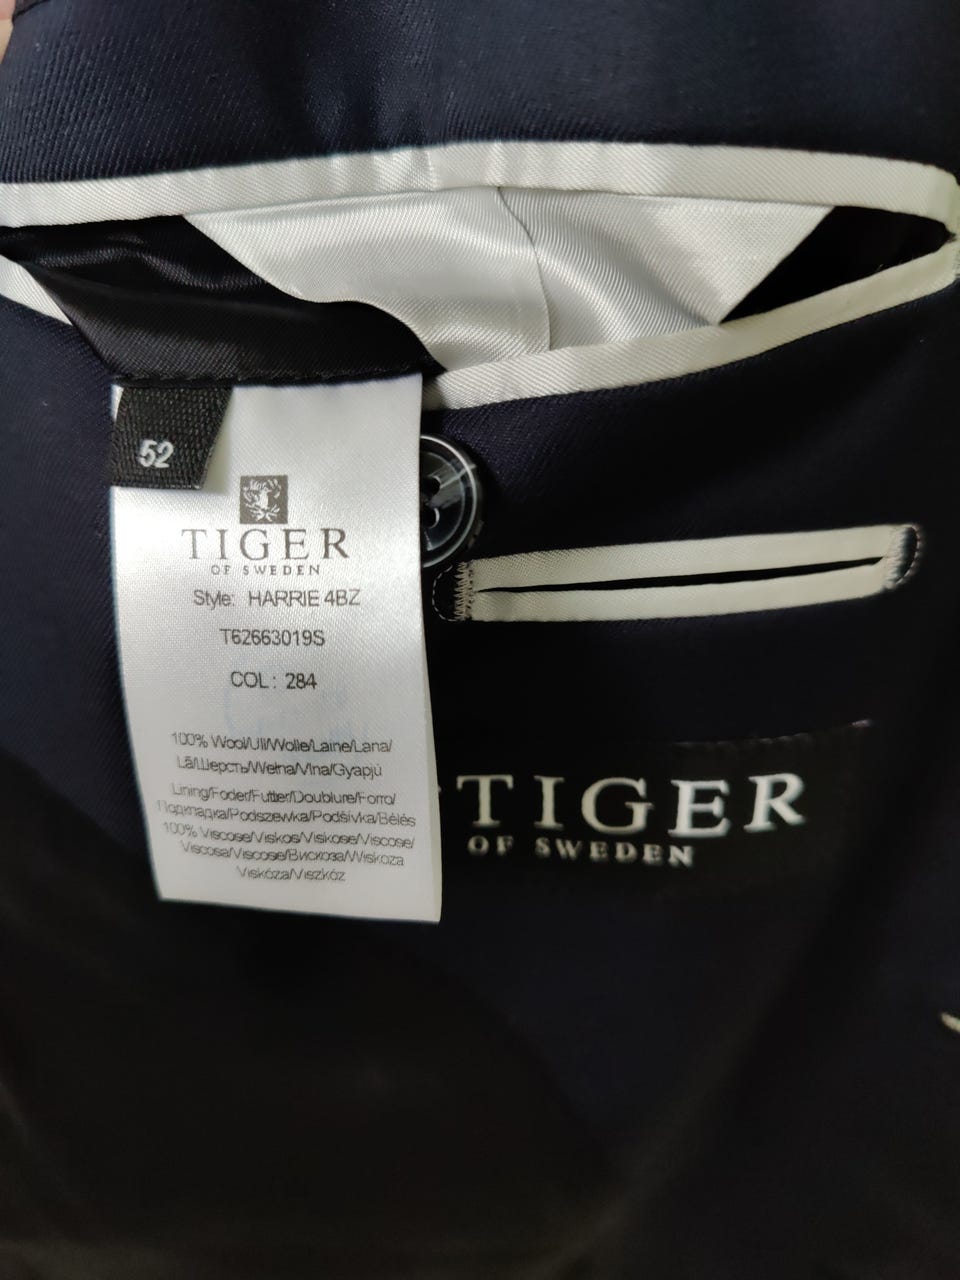 52
TIGER
OF SWEDEN
Style: HARRIE 4BZ
T62663019S
COL: 284
100% Wool/Ull/Wolle/Laine/Lana/
Lã/Шерсть/Wełna/Vlna/Gyapjú
Lining/Foder/Futter/Doublure/Forro/
Подкладка/Podszewka/Podšívka/Bélés
100% Viscose/Viskos/Viskose/Viscose/
Viscosa/Viscose/Вискоза/Wiskoza
Viskóza/Viszkóz
TIGER
OF SWEDEN